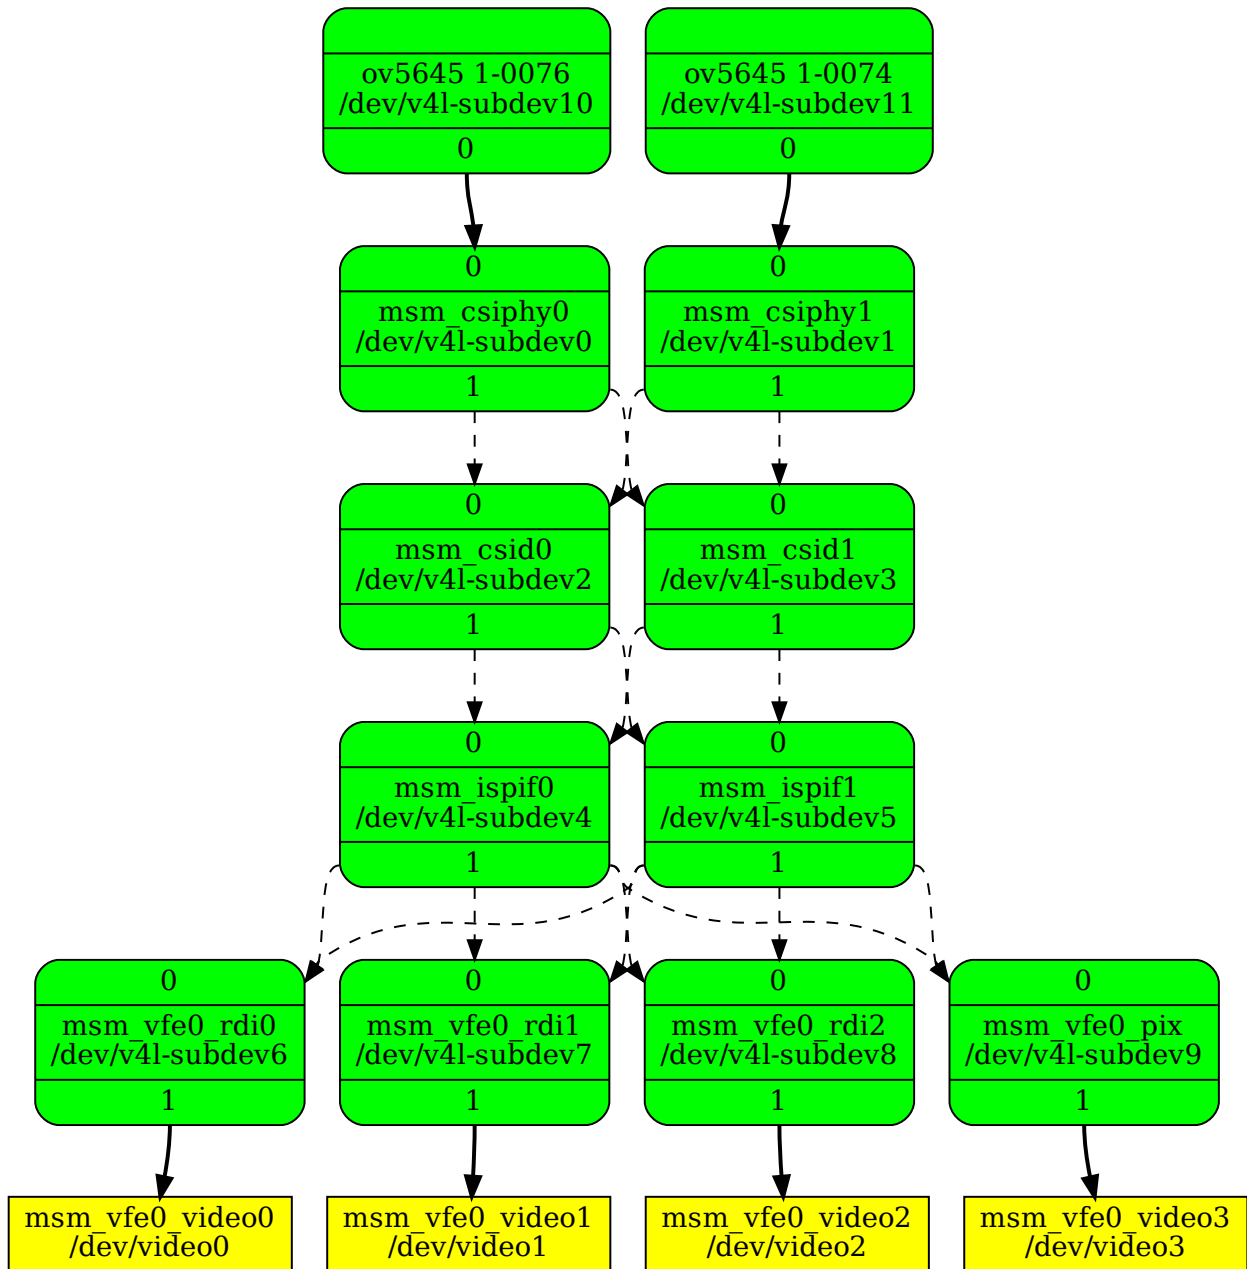 ov5645 1-0076
/dev/v4l-subdev10
0
ov5645 1-0074
/dev/v4l-subdev11
0
0
msm_csiphy0
/dev/v4l-subdev0
1
0
msm_csiphy1
/dev/v4l-subdev1
1
0
msm_csid0
/dev/v4l-subdev2
1
0
msm_csid1
/dev/v4l-subdev3
1
0
msm_ispif0
/dev/v4l-subdev4
1
0
msm_ispif1
/dev/v4l-subdev5
1
0
msm_vfe0_rdi0
/dev/v4l-subdev6
1
0
msm_vfe0_rdi1
/dev/v4l-subdev7
1
0
msm_vfe0_rdi2
/dev/v4l-subdev8
1
0
msm_vfe0_pix
/dev/v4l-subdev9
1
msm_vfe0_video0
/dev/video0
msm_vfe0_video1
/dev/video1
msm_vfe0_video2
/dev/video2
msm_vfe0_video3
/dev/video3